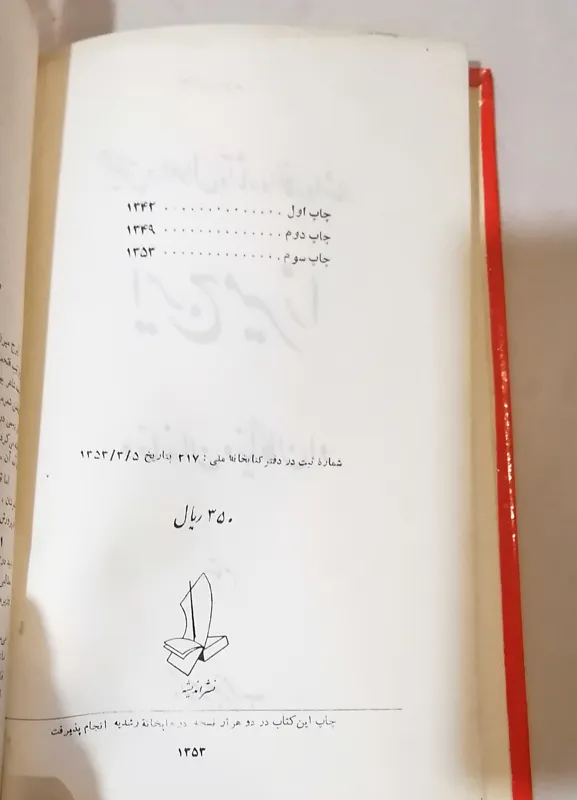 چاپ اول . . . . . . . . . . . . . . ۱۳۴۲
چاپ دوم . . . . . . . . . . . . . . ۱۳۴۹
چاپ سوم . . . . . . . . . . . . . . ۱۳۵۳
شمارهٔ ثبت در دفتر کتابخانه ملی : ۲۱۷ بتاریخ ۱۳۵۳/۳/۵
۳۵۰ ریال
نشر اندیشه
چاپ این کتاب در دو هزار نسخه در چاپخانهٔ رشدیه انجام پذیرفت
۱۳۵۳